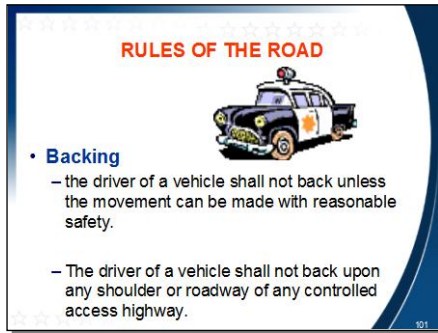 RULES OF THE ROAD
• Backing
– the driver of a vehicle shall not back unless
the movement can be made with reasonable
safety.
– The driver of a vehicle shall not back upon
any shoulder or roadway of any controlled
access highway.
101